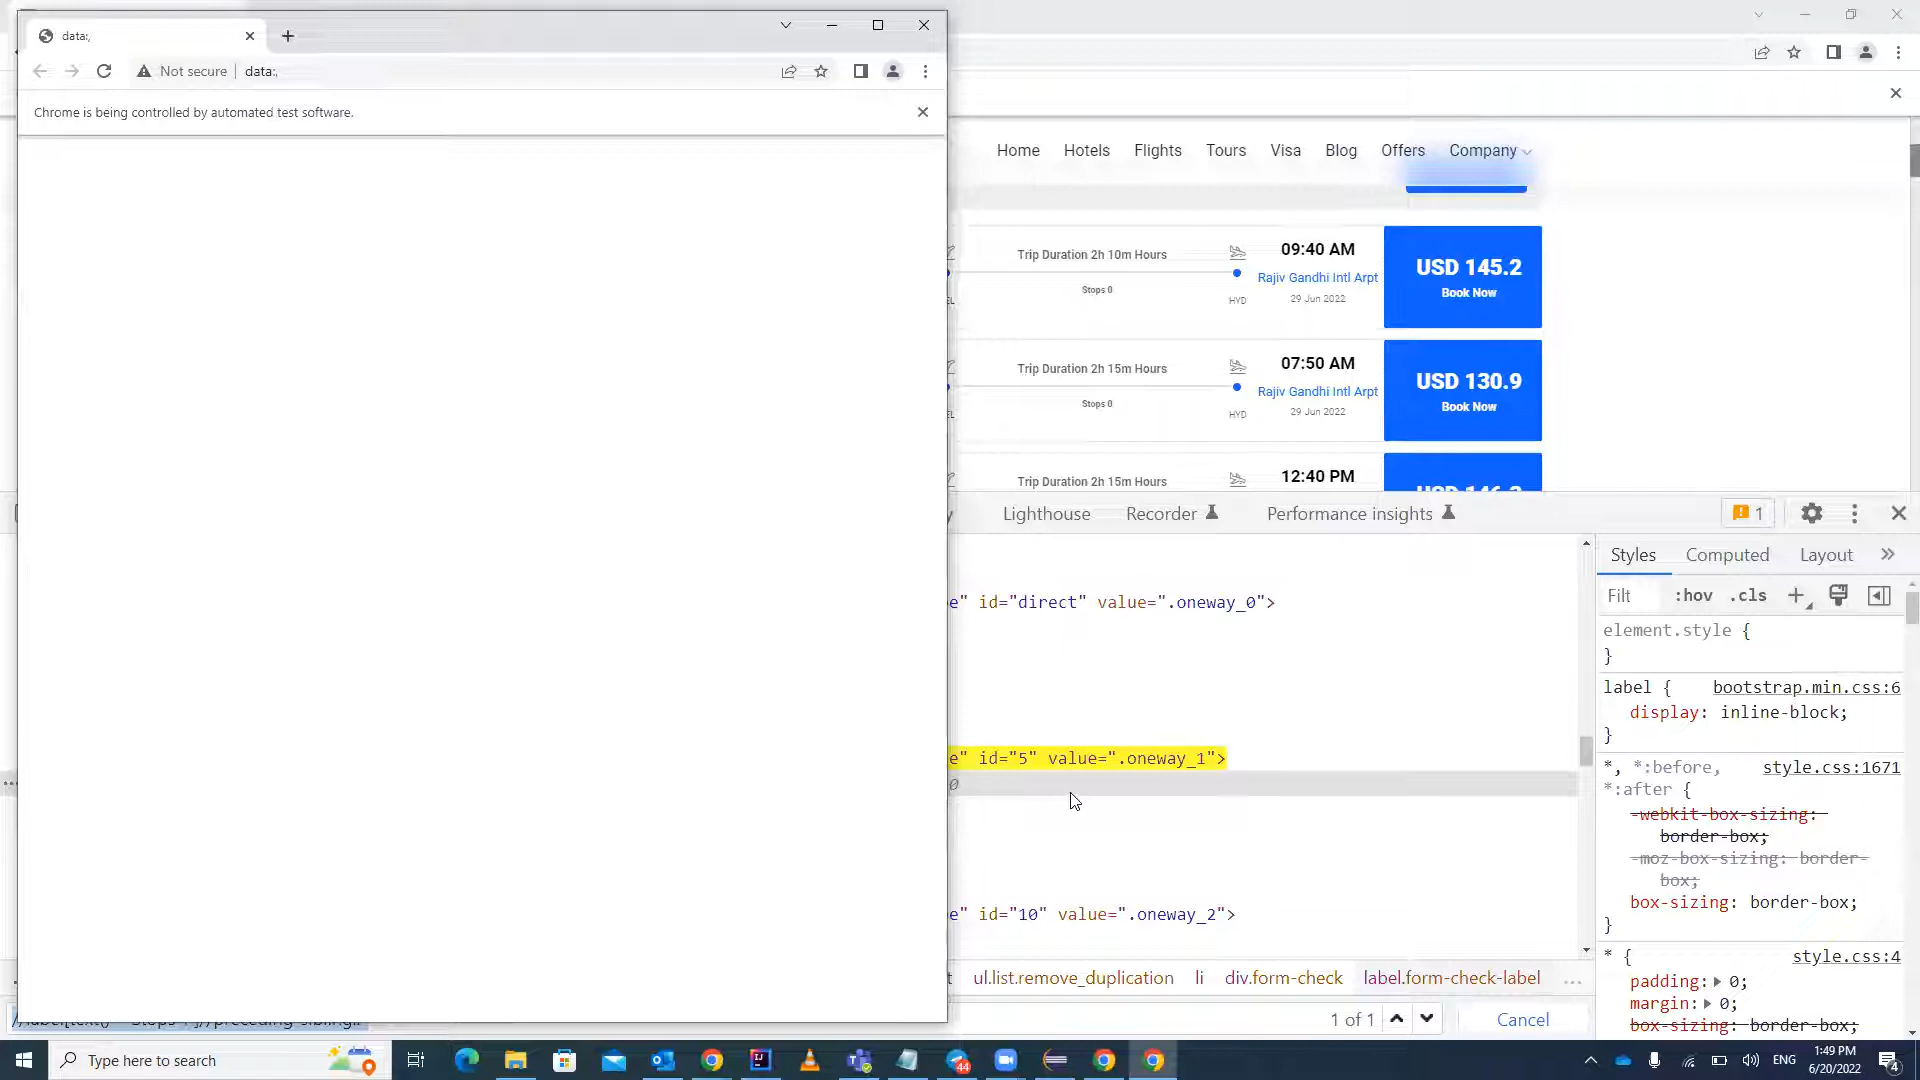 data:,
Not secure
data:,
Chrome is being controlled by automated test software.
Home
Hotels
Flights
Tours
Visa
Blog
Offers
Company
Trip Duration 2h 10m Hours
Stops 0
HYD
09:40 AM
Rajiv Gandhi Intl Arpt
29 Jun 2022
USD 145.2
Book Now
Trip Duration 2h 15m Hours
Stops 0
HYD
07:50 AM
Rajiv Gandhi Intl Arpt
29 Jun 2022
USD 130.9
Book Now
Trip Duration 2h 15m Hours
12:40 PM
Lighthouse
Recorder
Performance insights
1
e" id="direct" value=".oneway_0">
e" id="5" value=".oneway_1">
e" id="10" value=".oneway_2">
Styles
Computed
Layout
Filt
:hov
.cls
element.style {
}
label {
bootstrap.min.css:6
display: inline-block;
}
*, *:before,
style.css:1671
*:after {
-webkit-box-sizing:
border-box;
-moz-box-sizing: border-
box;
box-sizing: border-box;
}
* {
style.css:4
padding: 0;
margin: 0;
box-sizing: border-box;
ul.list.remove_duplication
li
div.form-check
label.form-check-label
...
1 of 1
Cancel
Type here to search
44
ENG
1:49 PM
6/20/2022
4